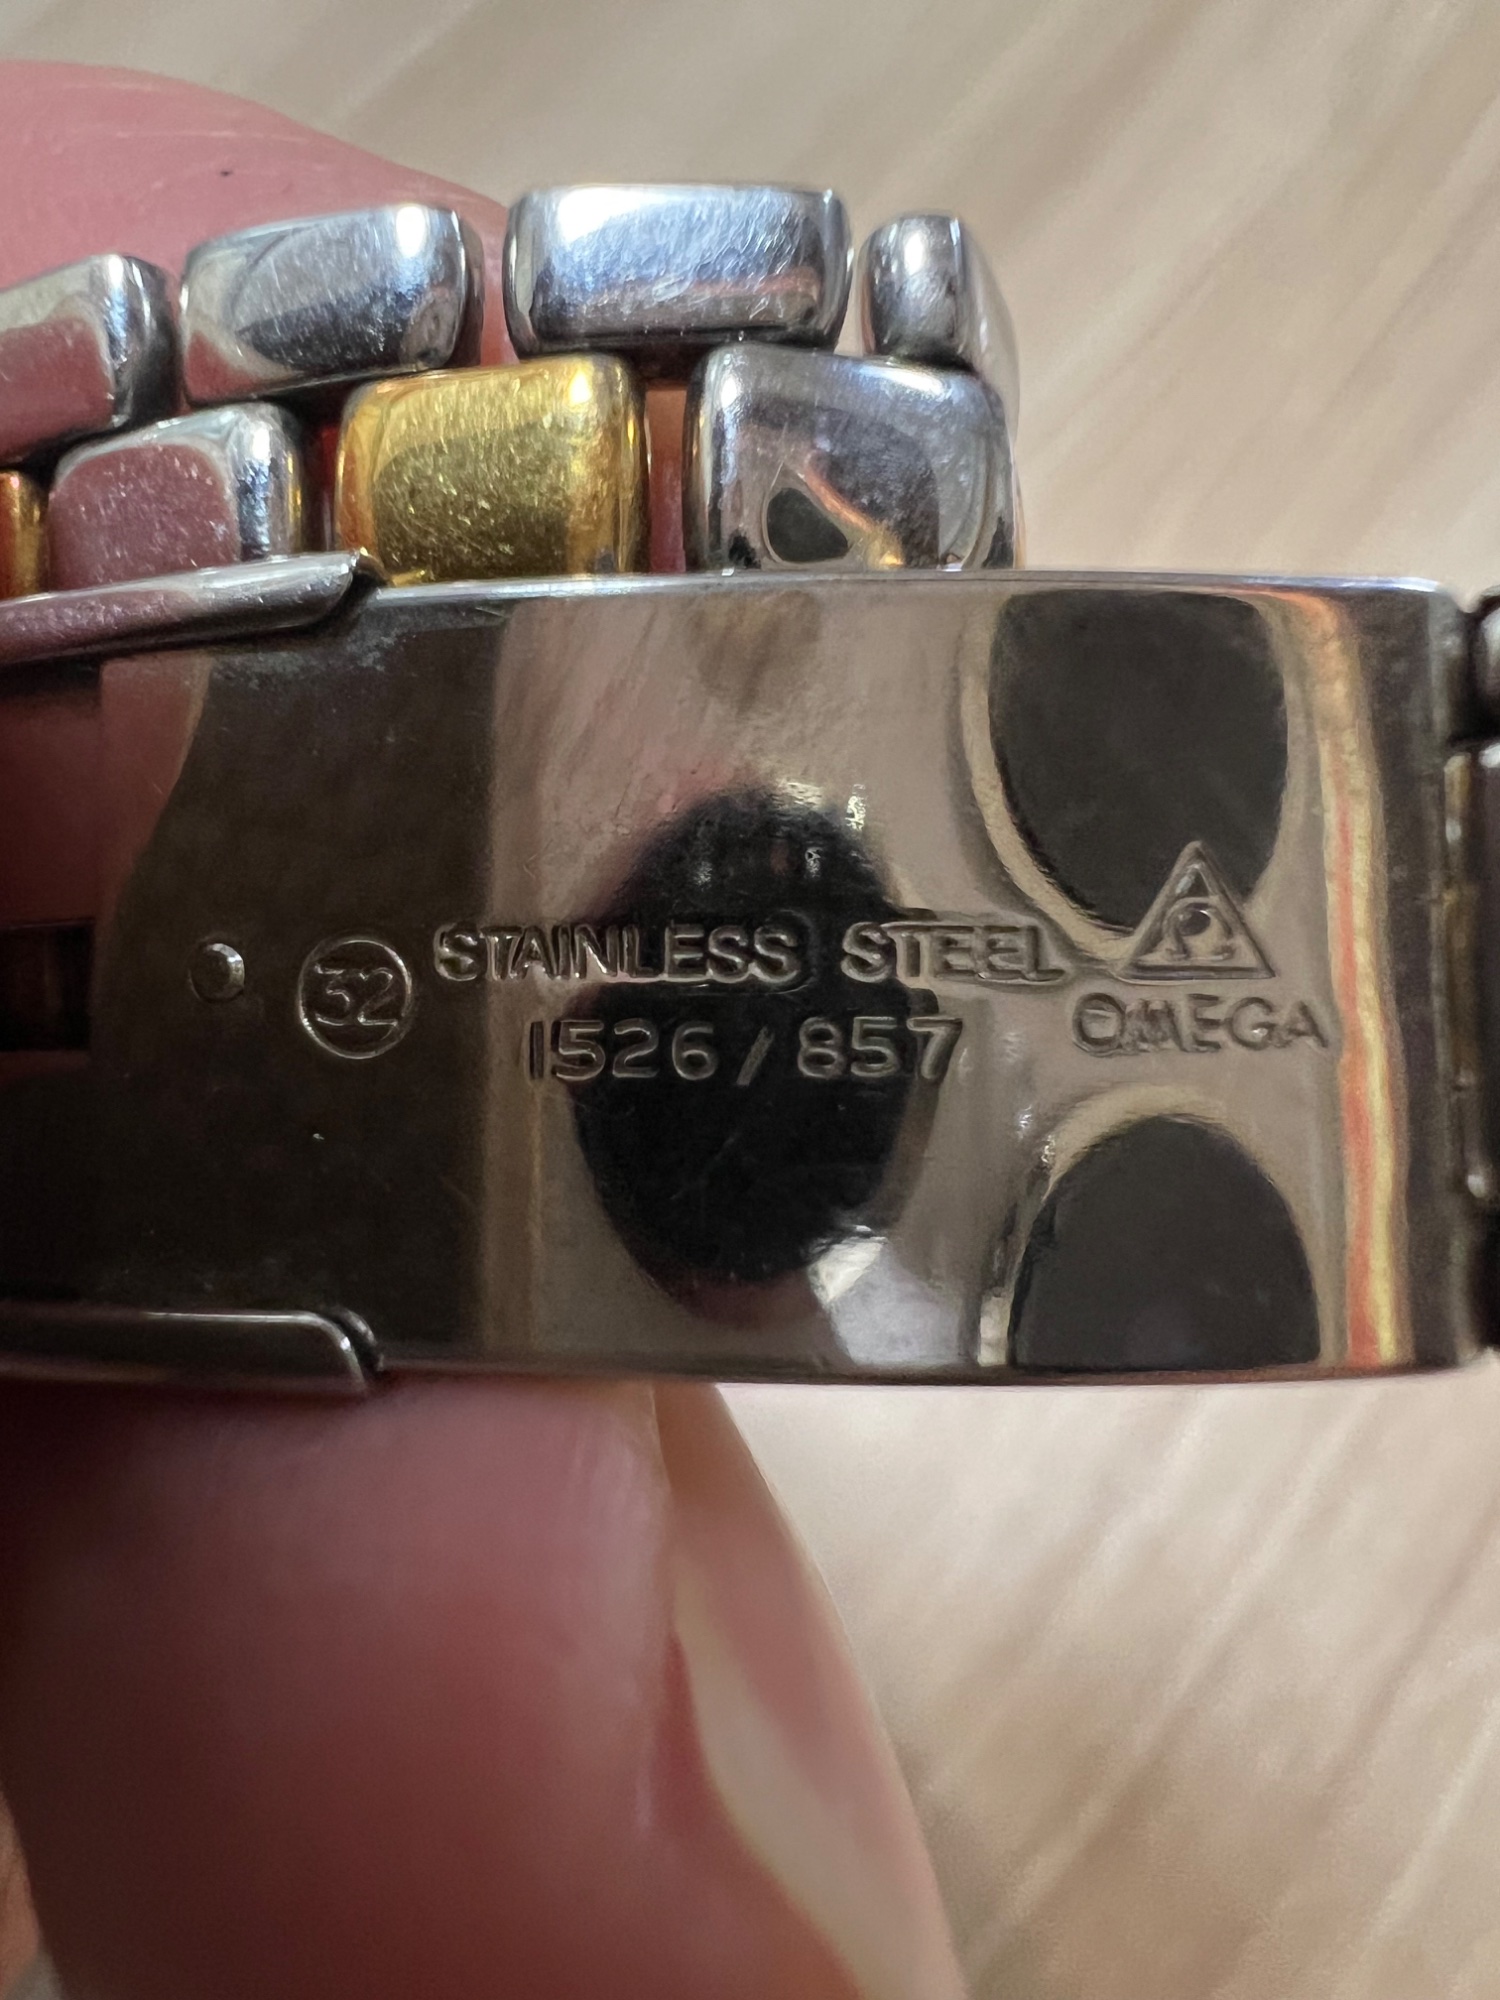 32 STAINLESS STEEL Ω
1526/857 OMEGA